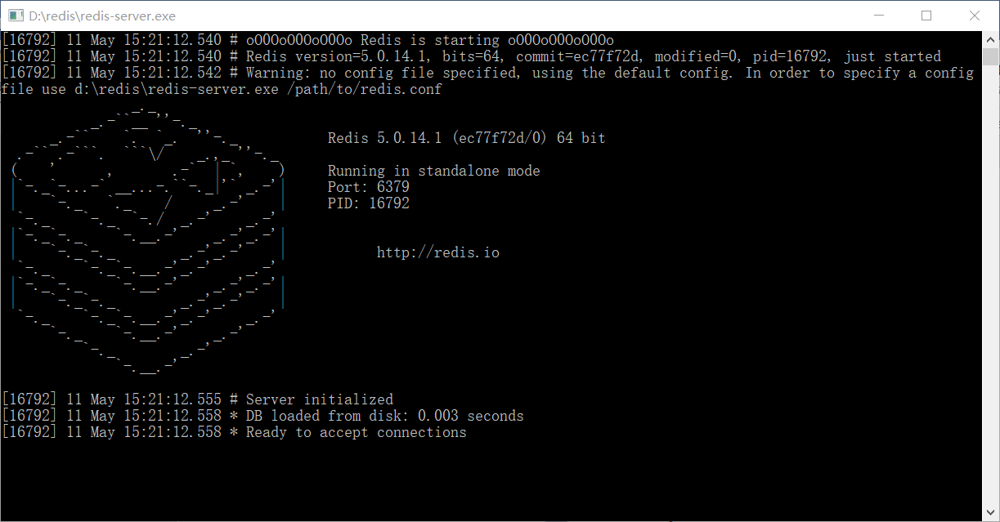 D:\redis\redis-server.exe
[16792] 11 May 15:21:12.540 # oO0OoO0OoO0Oo Redis is starting oO0OoO0OoO0Oo
[16792] 11 May 15:21:12.540 # Redis version=5.0.14.1, bits=64, commit=ec77f72d, modified=0, pid=16792, just started
[16792] 11 May 15:21:12.542 # Warning: no config file specified, using the default config. In order to specify a config
file use d:\redis\redis-server.exe /path/to/redis.conf
Redis 5.0.14.1 (ec77f72d/0) 64 bit
Running in standalone mode
Port: 6379
PID: 16792
http://redis.io
[16792] 11 May 15:21:12.555 # Server initialized
[16792] 11 May 15:21:12.558 * DB loaded from disk: 0.003 seconds
[16792] 11 May 15:21:12.558 * Ready to accept connections